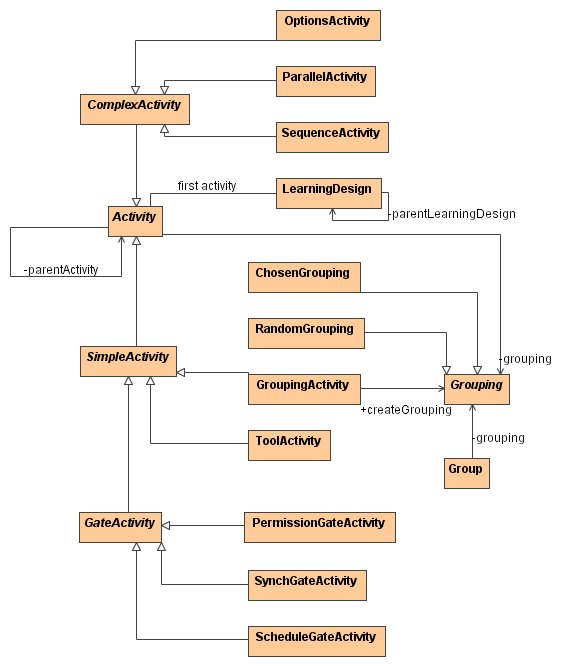 OptionsActivity
ParallelActivity
ComplexActivity
SequenceActivity
first activity
LearningDesign
-parentLearningDesign
Activity
-parentActivity
ChosenGrouping
RandomGrouping
-grouping
SimpleActivity
GroupingActivity
Grouping
+createGrouping
ToolActivity
-grouping
Group
GateActivity
PermissionGateActivity
SynchGateActivity
ScheduleGateActivity